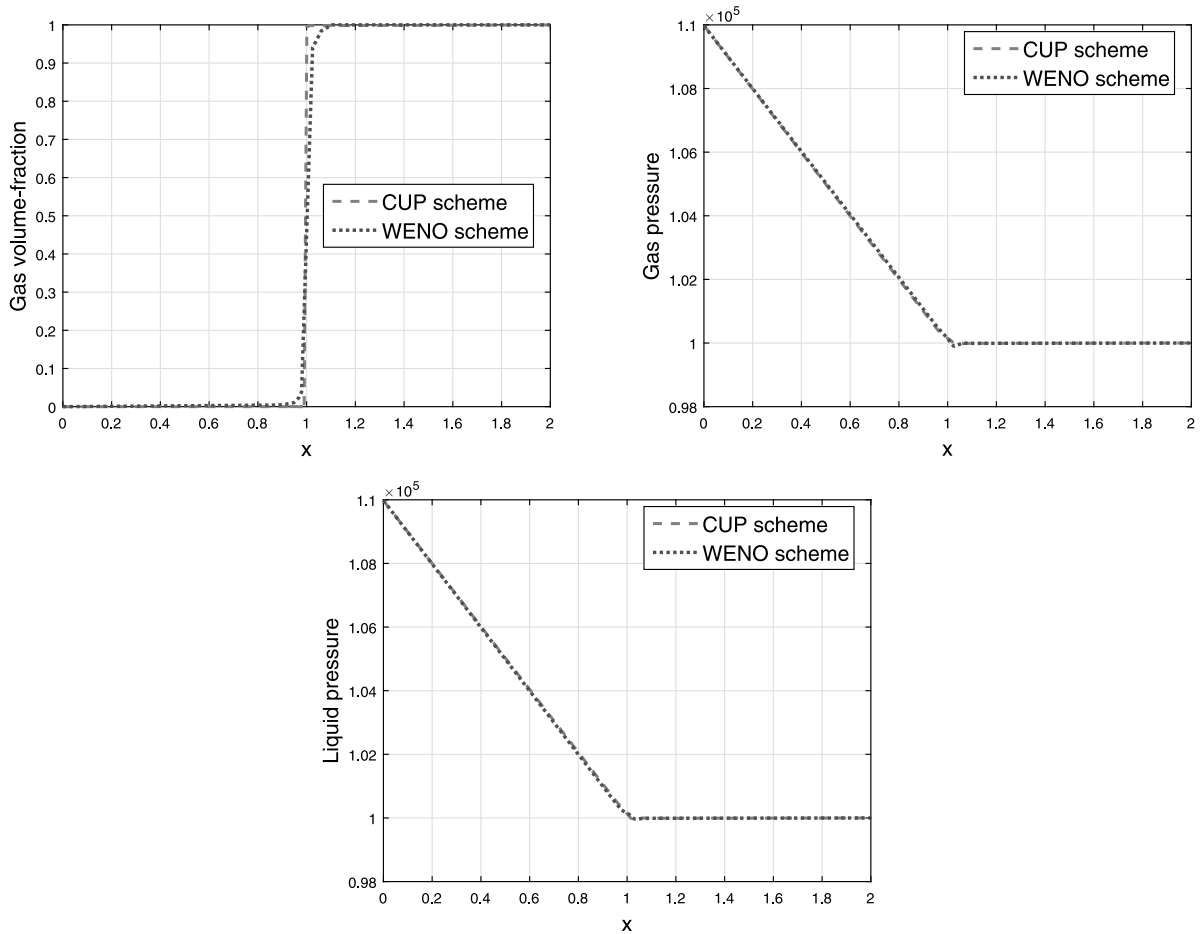 Gas volume-fraction
1
0.9
0.8
0.7
0.6
0.5
0.4
0.3
0.2
0.1
0
CUP scheme
WENO scheme
0 0.2 0.4 0.6 0.8 1 1.2 1.4 1.6 1.8 2
x
×10⁵
Gas pressure
1.1
1.08
1.06
1.04
1.02
1
0.98
CUP scheme
WENO scheme
0 0.2 0.4 0.6 0.8 1 1.2 1.4 1.6 1.8 2
x
×10⁵
Liquid pressure
1.1
1.08
1.06
1.04
1.02
1
0.98
CUP scheme
WENO scheme
0 0.2 0.4 0.6 0.8 1 1.2 1.4 1.6 1.8 2
x